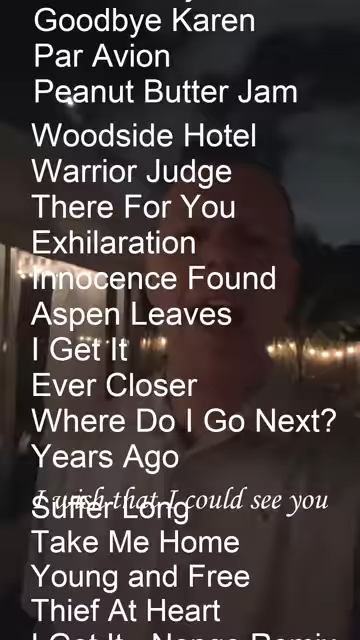 Goodbye Karen
Par Avion
Peanut Butter Jam
Woodside Hotel
Warrior Judge
There For You
Exhilaration
Innocence Found
Aspen Leaves
I Get It
Ever Closer
Where Do I Go Next?
Years Ago
I wish that I could see you
Suffer Long
Take Me Home
Young and Free
Thief At Heart
I Get It